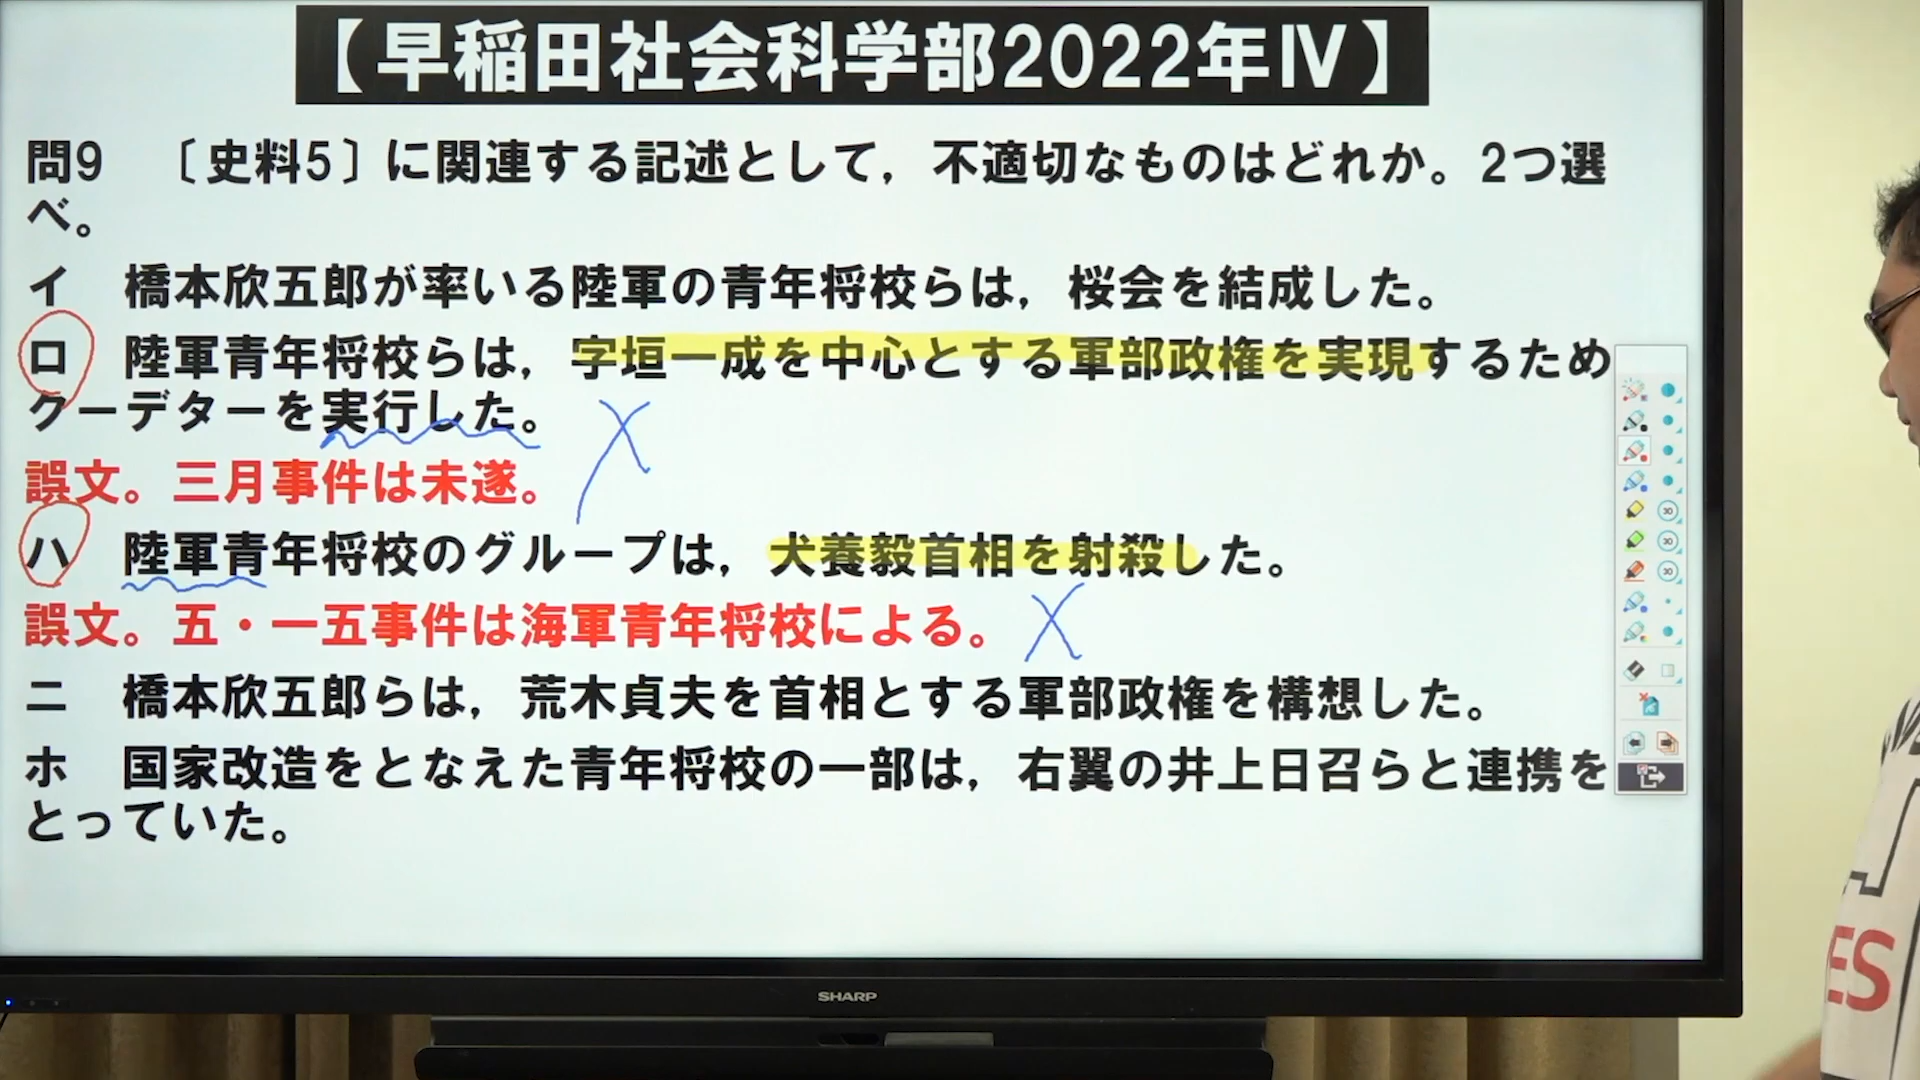 【早稲田社会科学部2022年Ⅳ】
問9 〔史料5〕に関連する記述として，不適切なものはどれか。2つ選
べ。
イ 橋本欣五郎が率いる陸軍の青年将校らは，桜会を結成した。
ロ 陸軍青年将校らは，宇垣一成を中心とする軍部政権を実現するため
クーデターを実行した。
誤文。三月事件は未遂。
ハ 陸軍青年将校のグループは，犬養毅首相を射殺した。
誤文。五・一五事件は海軍青年将校による。
ニ 橋本欣五郎らは，荒木貞夫を首相とする軍部政権を構想した。
ホ 国家改造をとなえた青年将校の一部は，右翼の井上日召らと連携を
とっていた。
30
30
30
SHARP
ES